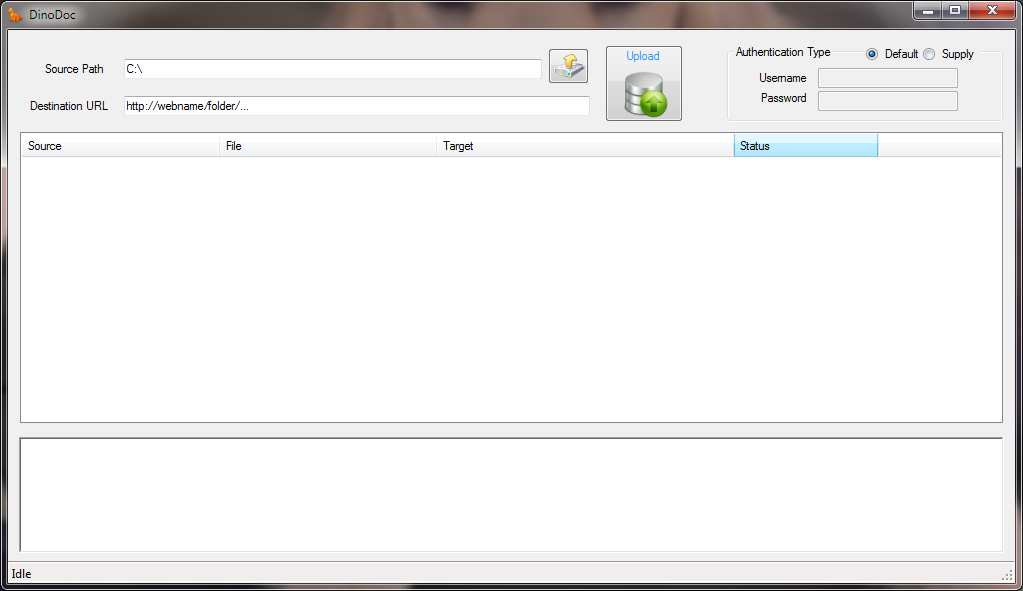 DinoDoc
Source Path C:\
Destination URL http://webname/folder/...
Upload
Authentication Type Default Supply
Username
Password
Source File Target Status
Idle